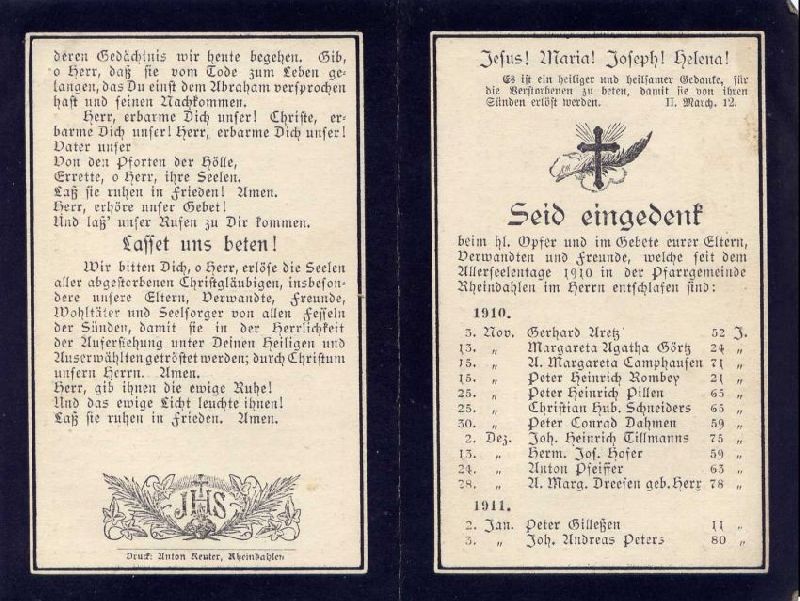 deren Gedächtnis wir heute begehen. Gib,
o Herr, daß sie vom Tode zum Leben ge-
langen, das Du einst dem Abraham versprochen
hast und seinen Nachkommen.
Herr, erbarme Dich unser! Christe, er-
barme Dich unser! Herr, erbarme Dich unser!
Vater unser
Von den Pforten der Hölle,
Errette, o Herr, ihre Seelen.
Laß sie ruhen in Frieden! Amen.
Herr, erhöre unser Gebet!
Und laß' unser Rufen zu Dir kommen.
Lasset uns beten!
Wir bitten Dich, o Herr, erlöse die Seelen
aller abgestorbenen Christgläubigen, insbeson-
dere unsere Eltern, Verwandte, Freunde,
Wohltäter und Seelsorger von allen Fesseln
der Sünden, damit sie in der Herrlichkeit
der Auferstehung unter Deinen Heiligen und
Auserwählten getröstet werden; durch Christum
unsern Herrn. Amen.
Herr, gib ihnen die ewige Ruhe!
Und das ewige Licht leuchte ihnen!
Laß sie ruhen in Frieden. Amen.
JHS
Druck: Anton Reuter, Rheindahlen
Jesus! Maria! Joseph! Helena!
Es ist ein heiliger und heilsamer Gedanke, für
die Verstorbenen zu beten, damit sie von ihren
Sünden erlöst werden. II. March. 12.
Seid eingedenk
beim hl. Opfer und im Gebete eurer Eltern,
Verwandten und Freunde, welche seit dem
Allerseelentage 1910 in der Pfarrgemeinde
Rheindahlen im Herrn entschlafen sind:
1910.
3. Nov. Gerhard Aretz 52 J.
13. „ Margareta Agatha Görtz 24 „
15. „ A. Margareta Camphausen 71 „
15. „ Peter Heinrich Rombey 21 „
25. „ Peter Heinrich Pillen 65 „
25. „ Christian Hub. Schneiders 65 „
30. „ Peter Conrad Dahmen 59 „
2. Dez. Joh. Heinrich Tillmanns 75 „
13. „ Herm. Jos. Hofer 59 „
24. „ Anton Pfeiffer 63 „
28. „ A. Marg. Dreesen geb. Herx 78 „
1911.
2. Jan. Peter Gilleßen 11 „
3. „ Joh. Andreas Peters 80 „